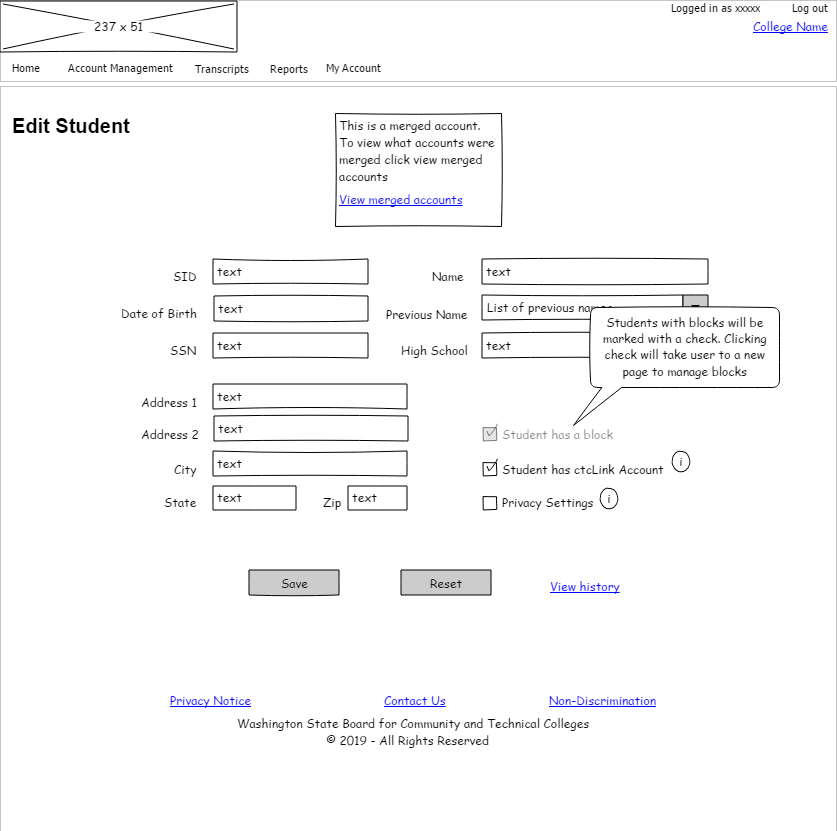 Logged in as xxxxx
Log out
237 x 51
College Name
Home
Account Management
Transcripts
Reports
My Account
Edit Student
This is a merged account.
To view what accounts were
merged click view merged
accounts
View merged accounts
SID
text
Name
text
Date of Birth
text
Previous Name
List of previous names
SSN
text
High School
text
Students with blocks will be
marked with a check. Clicking
check will take user to a new
page to manage blocks
Address 1
text
Address 2
text
Student has a block
City
text
Student has ctcLink Account
i
State
text
Zip
text
Privacy Settings
i
Save
Reset
View history
Privacy Notice
Contact Us
Non-Discrimination
Washington State Board for Community and Technical Colleges
© 2019 - All Rights Reserved